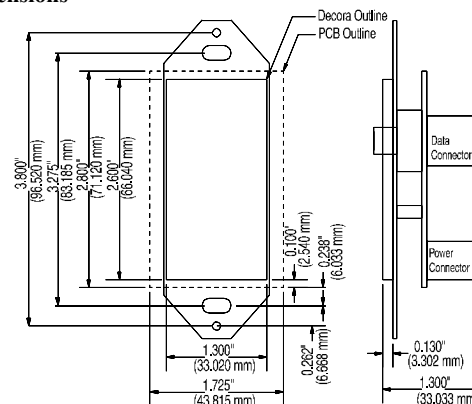 ensions
Decora Outline
PCB Outline
3.800"
(96.520 mm)
3.275"
(83.185 mm)
2.800"
(71.120 mm)
2.600"
(66.040 mm)
0.100"
(2.540 mm)
0.238"
(6.033 mm)
Data
Connector
Power
Connector
1.300"
(33.020 mm)
1.725"
(43.815 mm)
0.262"
(6.668 mm)
0.130"
(3.302 mm)
1.300"
(33.033 mm